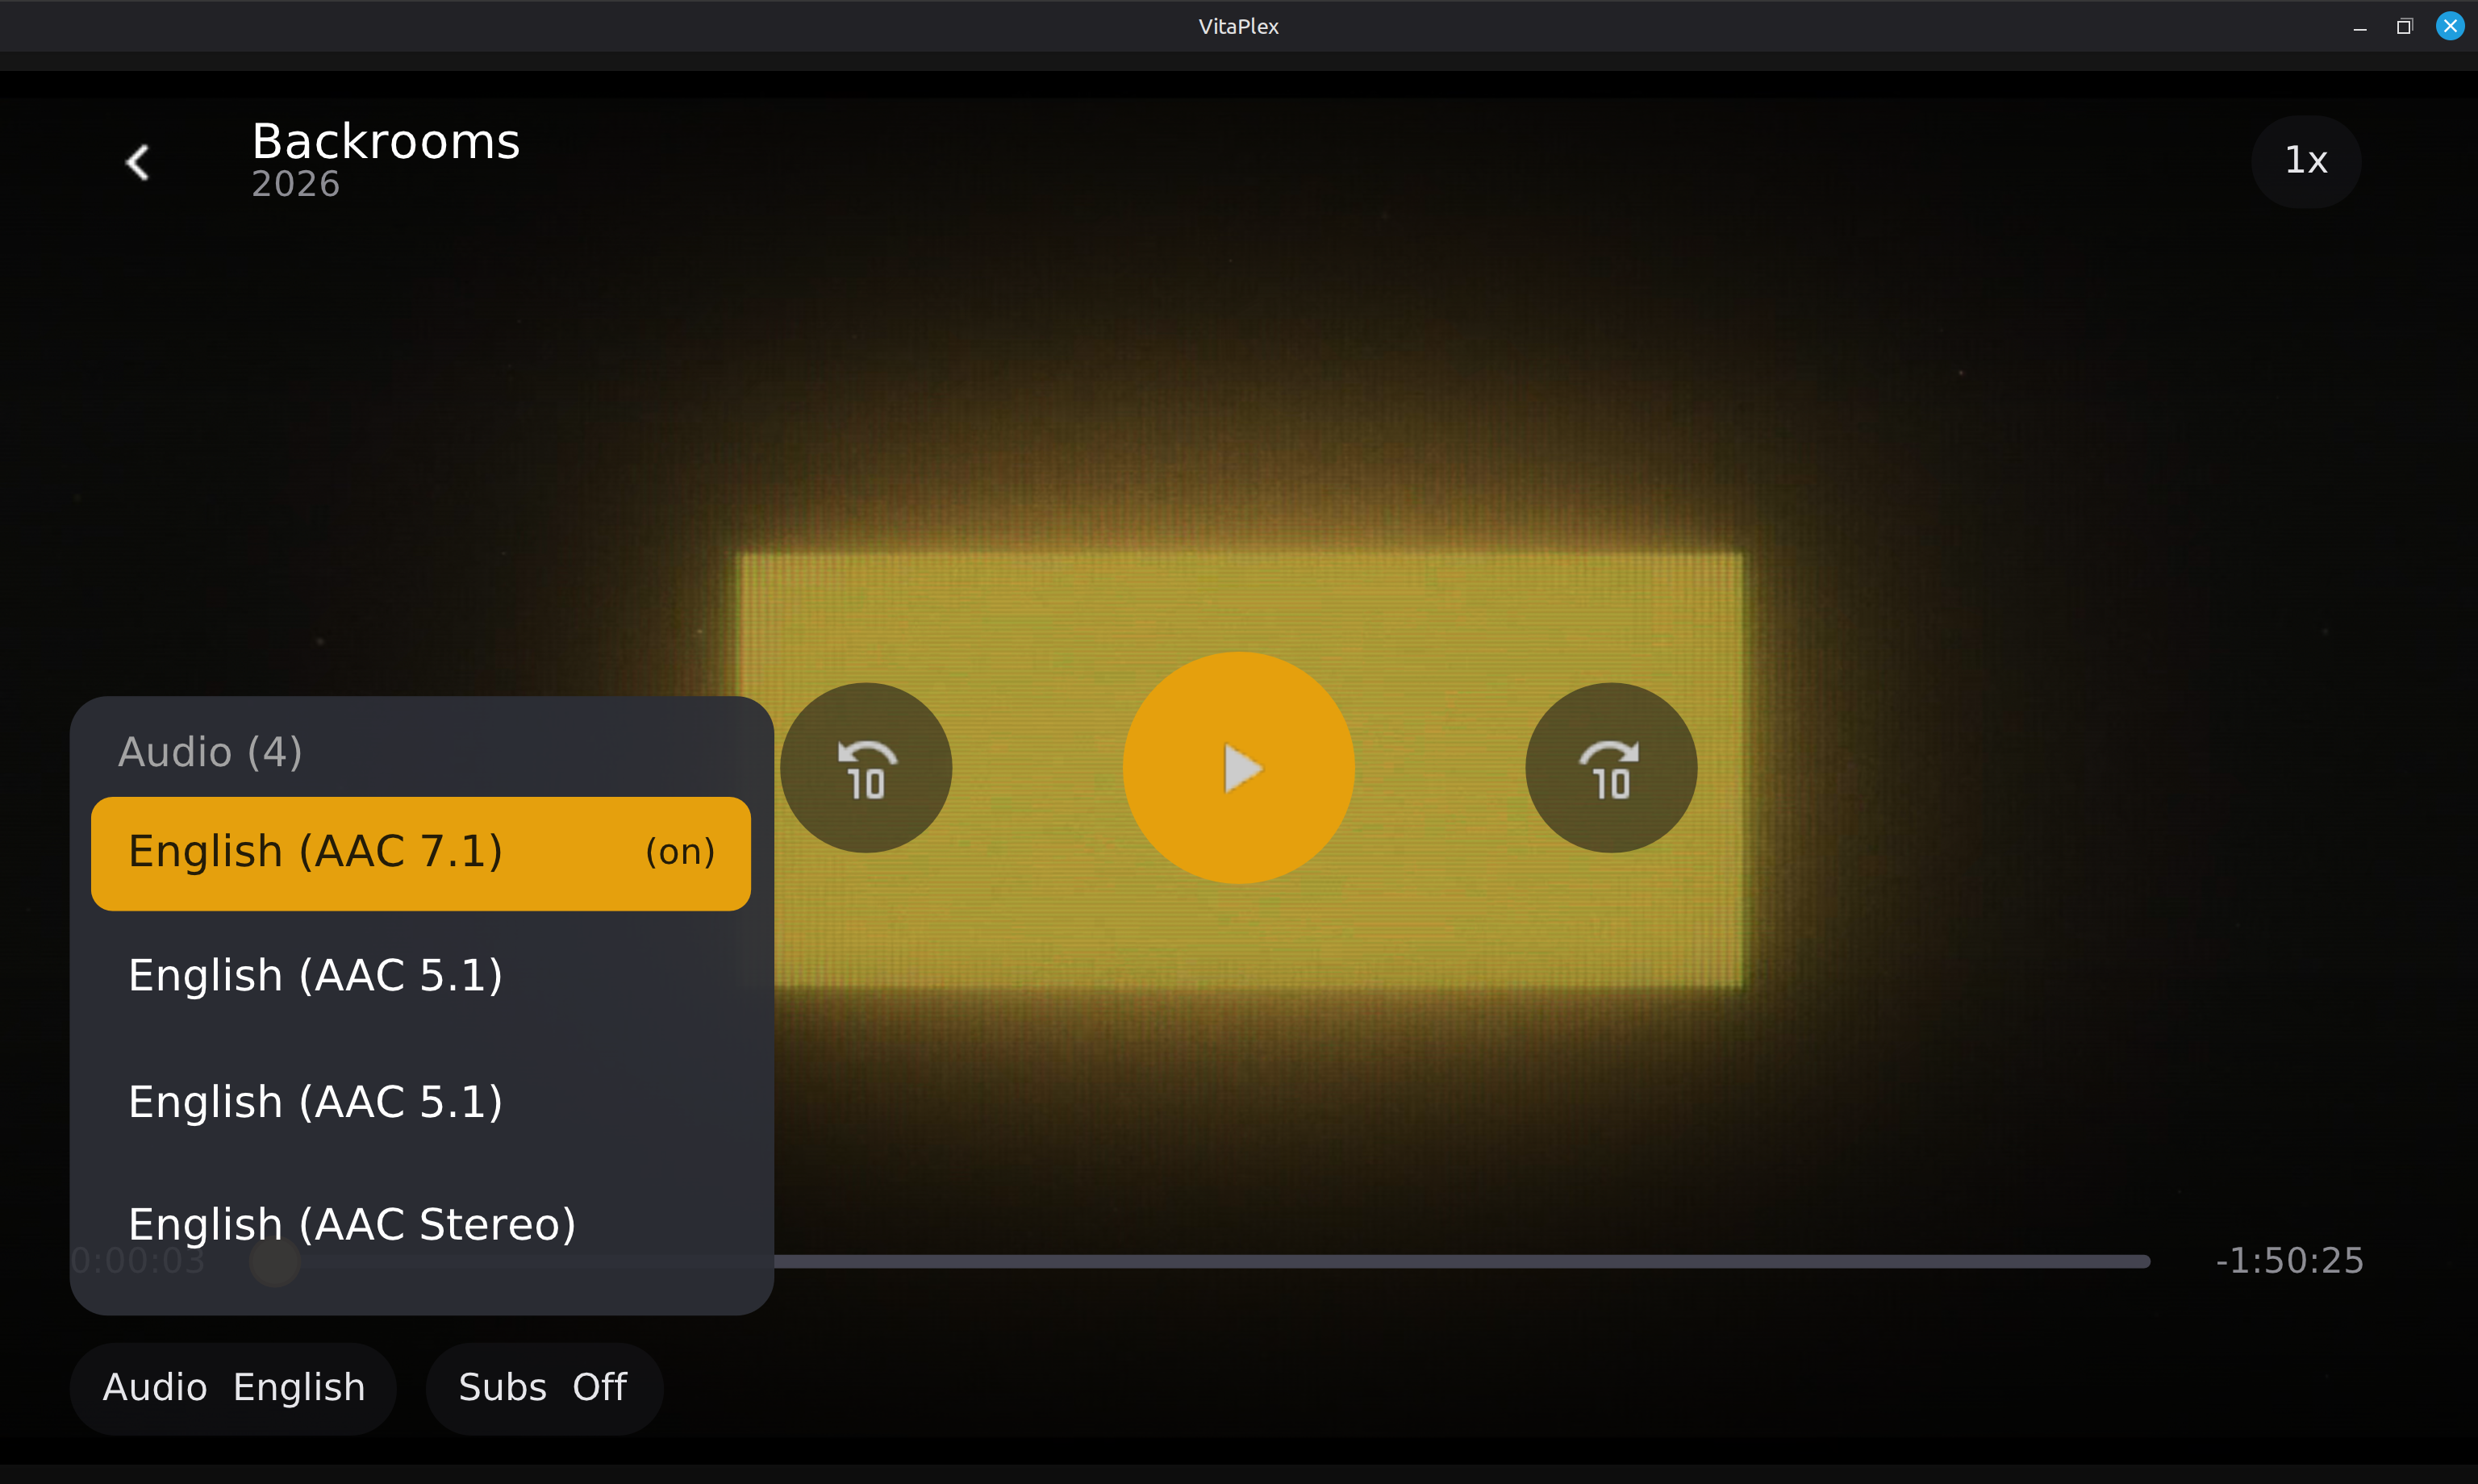 VitaPlex
Backrooms
2026
1x
Audio (4)
English (AAC 7.1) (on)
English (AAC 5.1)
English (AAC 5.1)
English (AAC Stereo)
10
10
0:00:03
-1:50:25
Audio English
Subs Off